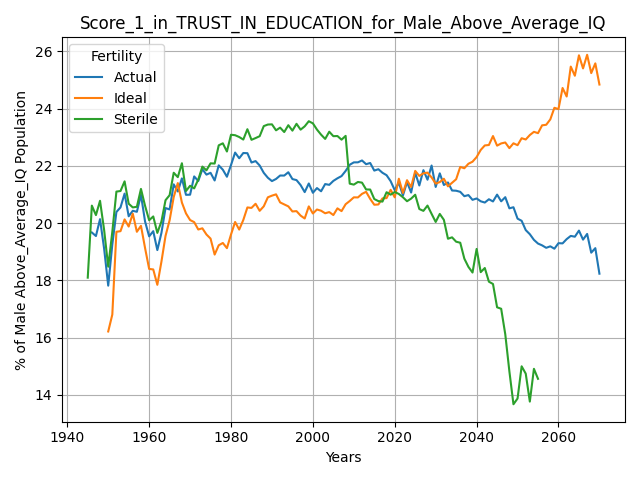 Score_1_in_TRUST_IN_EDUCATION_for_Male_Above_Average_IQ
% of Male Above_Average_IQ Population
26
24
22
20
18
16
14
Fertility
Actual
Ideal
Sterile
1940 1960 1980 2000 2020 2040 2060
Years